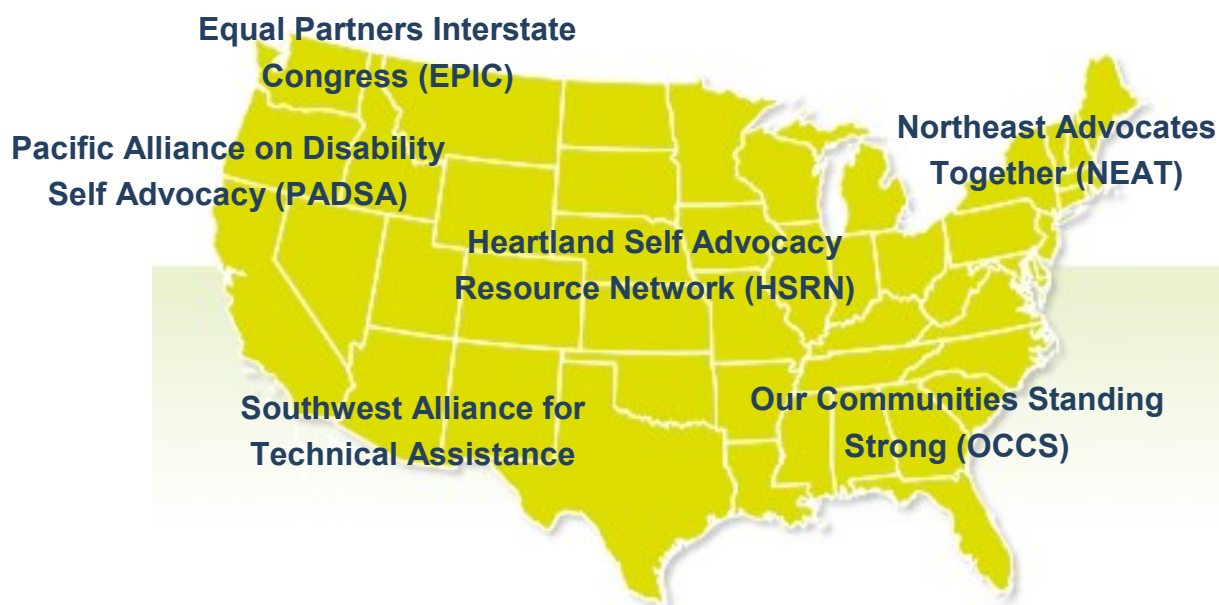 Equal Partners Interstate
Congress (EPIC)
Pacific Alliance on Disability
Self Advocacy (PADSA)
Northeast Advocates
Together (NEAT)
Heartland Self Advocacy
Resource Network (HSRN)
Southwest Alliance for
Technical Assistance
Our Communities Standing
Strong (OCCS)